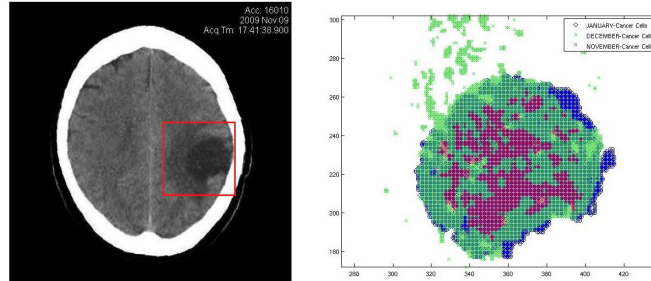 Acc: 16010
2009 Nov 09
Acq Tm: 17:41:38.900
JANUARY-Cancer Cells
DECEMBER-Cancer Cells
NOVEMBER-Cancer Cells
300
280
260
240
220
200
180
280
300
320
340
360
380
400
420